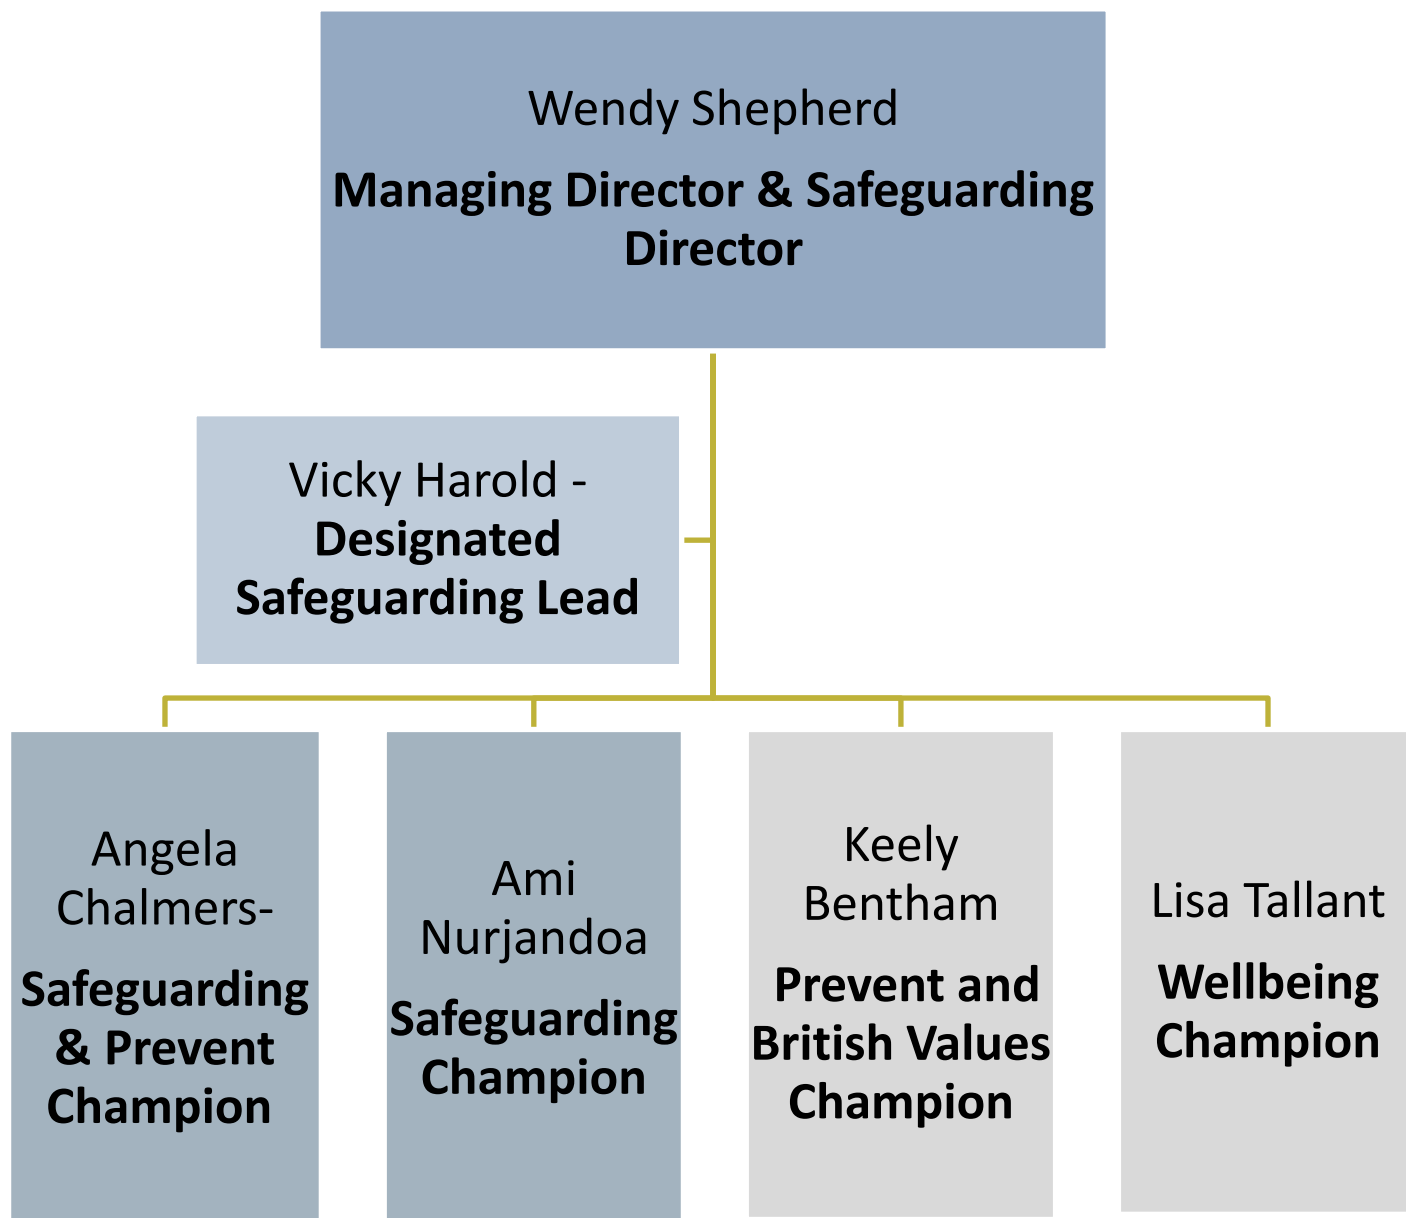 Wendy Shepherd
Managing Director & Safeguarding
Director
Vicky Harold -
Designated
Safeguarding Lead
Angela
Chalmers-
Safeguarding
& Prevent
Champion
Ami
Nurjandoa
Safeguarding
Champion
Keely
Bentham
Prevent and
British Values
Champion
Lisa Tallant
Wellbeing
Champion